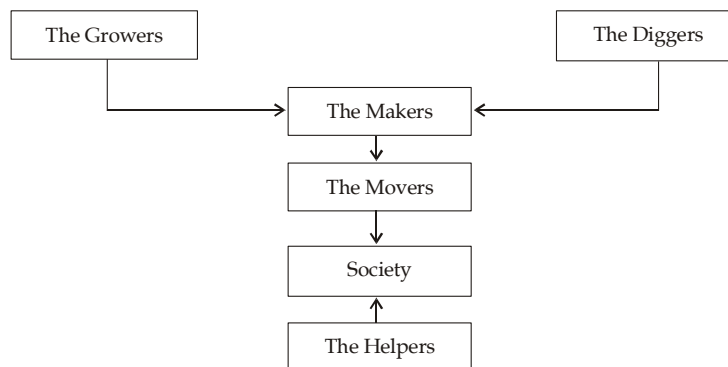 The Growers
The Diggers
The Makers
The Movers
Society
The Helpers